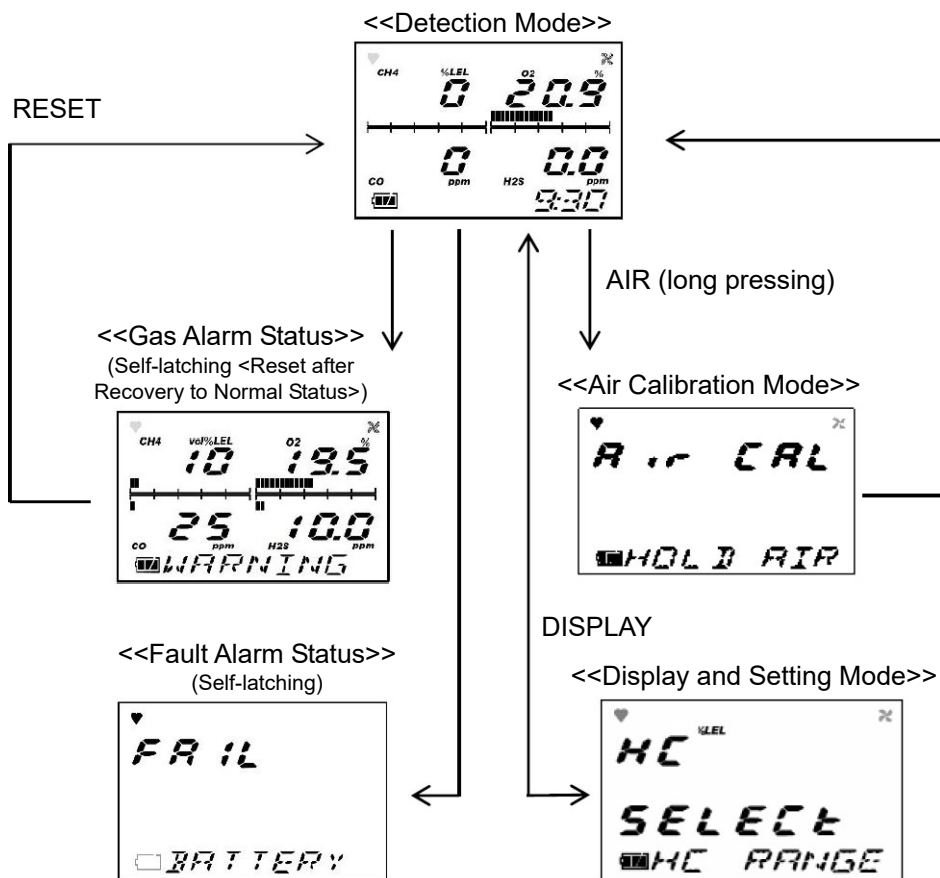 <<Detection Mode>>
CH4 %LEL O2 %
0 20.9
0 0.0
CO ppm H2S ppm
9:30
RESET
AIR (long pressing)
<<Gas Alarm Status>>
(Self-latching <Reset after
Recovery to Normal Status>)
CH4 vol%LEL O2 %
10 19.5
25 10.0
CO ppm H2S ppm
WARNING
<<Air Calibration Mode>>
Air CAL
HOLD AIR
DISPLAY
<<Fault Alarm Status>>
(Self-latching)
FAIL
BATTERY
<<Display and Setting Mode>>
HC %LEL
SELECt
HC RANGE